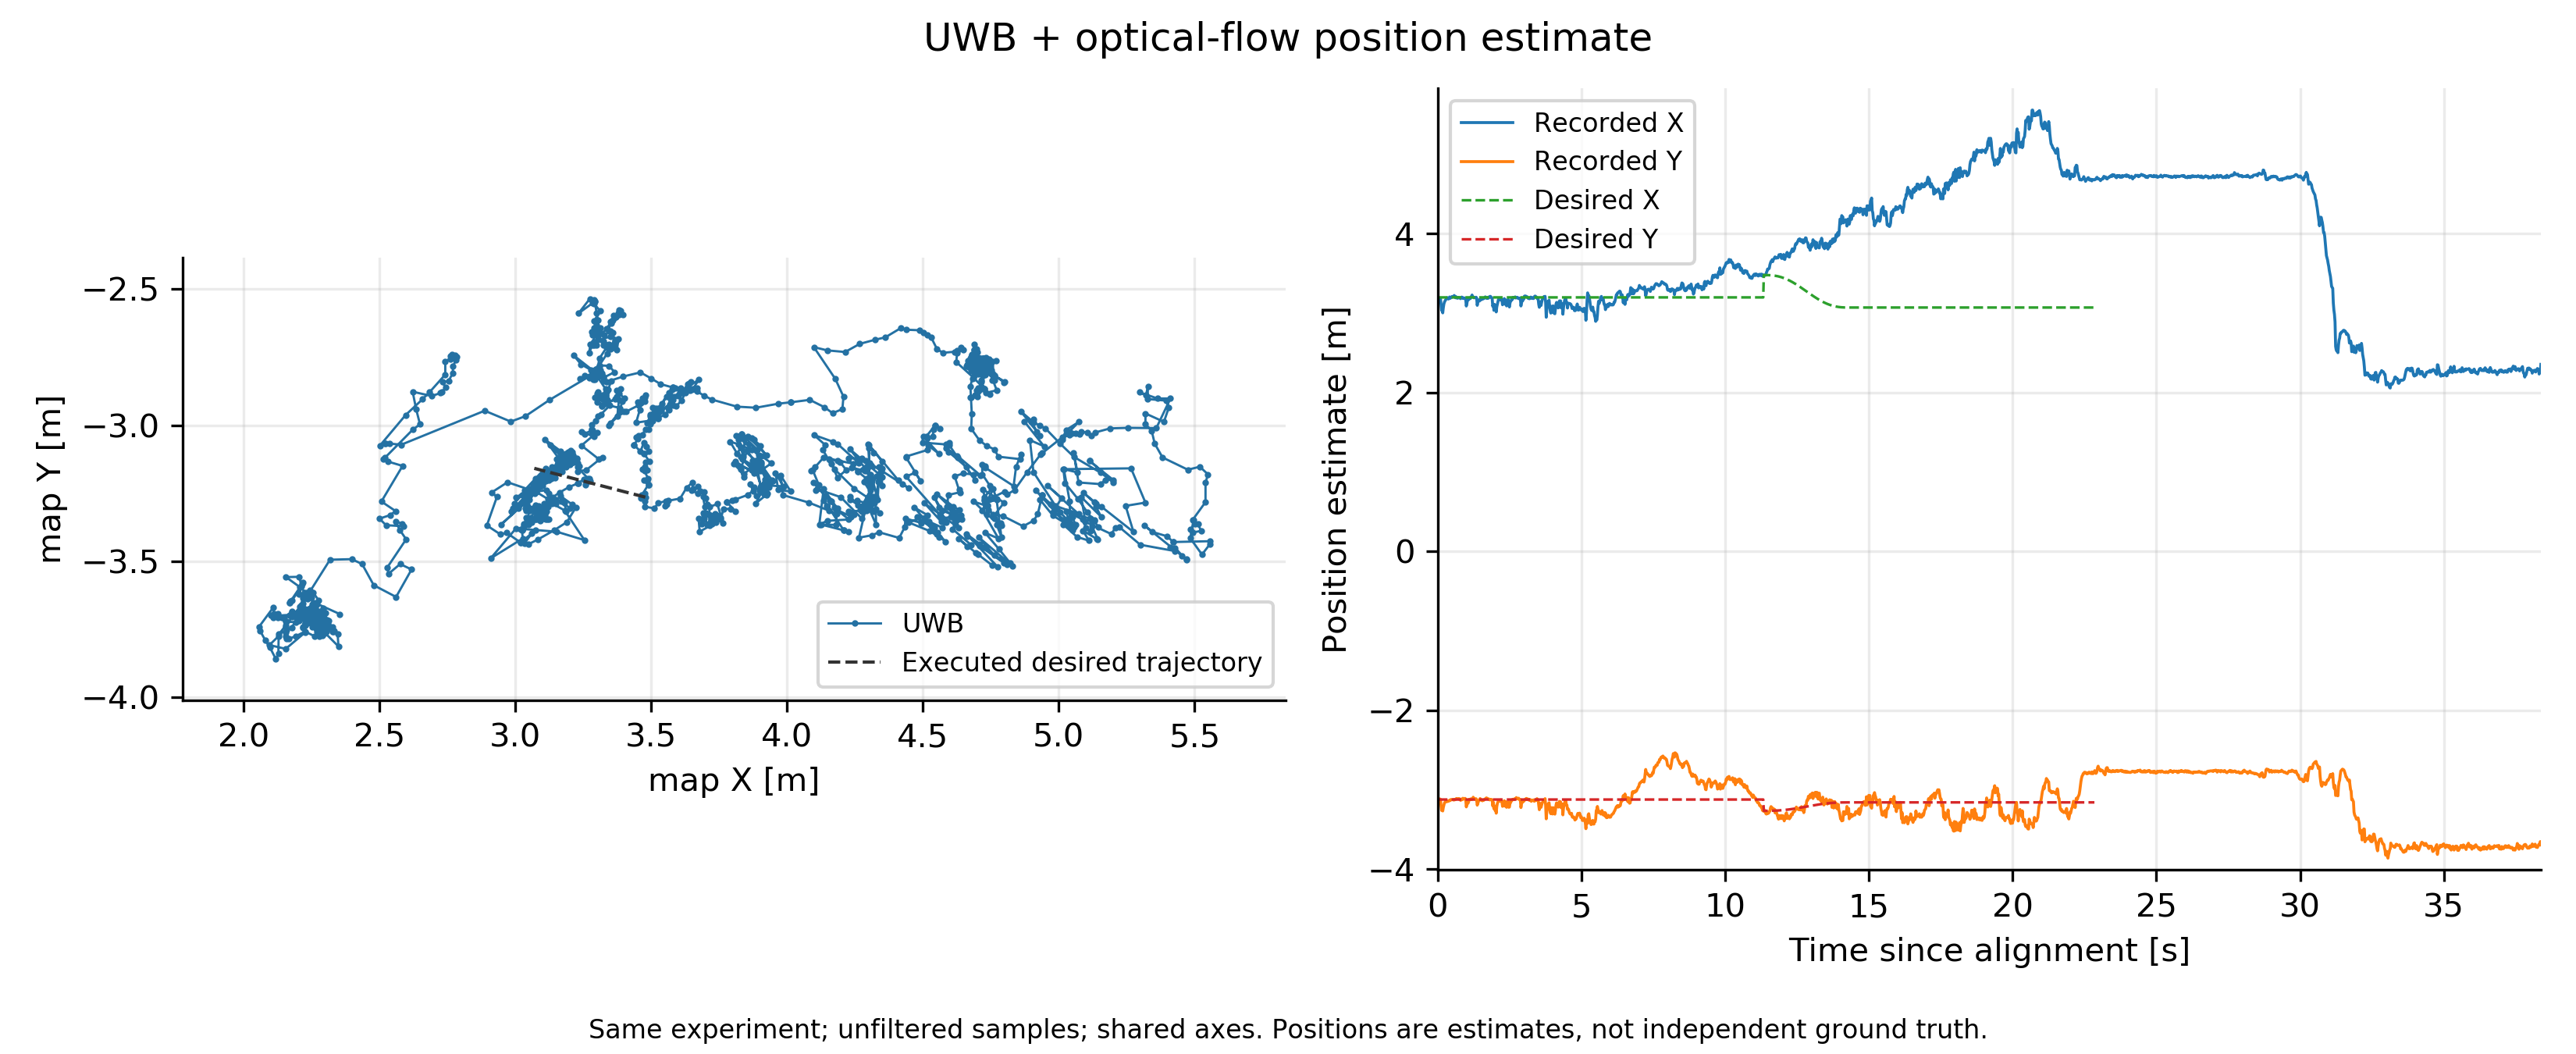 UWB + optical-flow position estimate
−2.5
−3.0
−3.5
−4.0
map Y [m]
2.0 2.5 3.0 3.5 4.0 4.5 5.0 5.5
map X [m]
UWB
Executed desired trajectory
Recorded X
Recorded Y
Desired X
Desired Y
4
2
0
−2
−4
Position estimate [m]
0 5 10 15 20 25 30 35
Time since alignment [s]
Same experiment; unfiltered samples; shared axes. Positions are estimates, not independent ground truth.